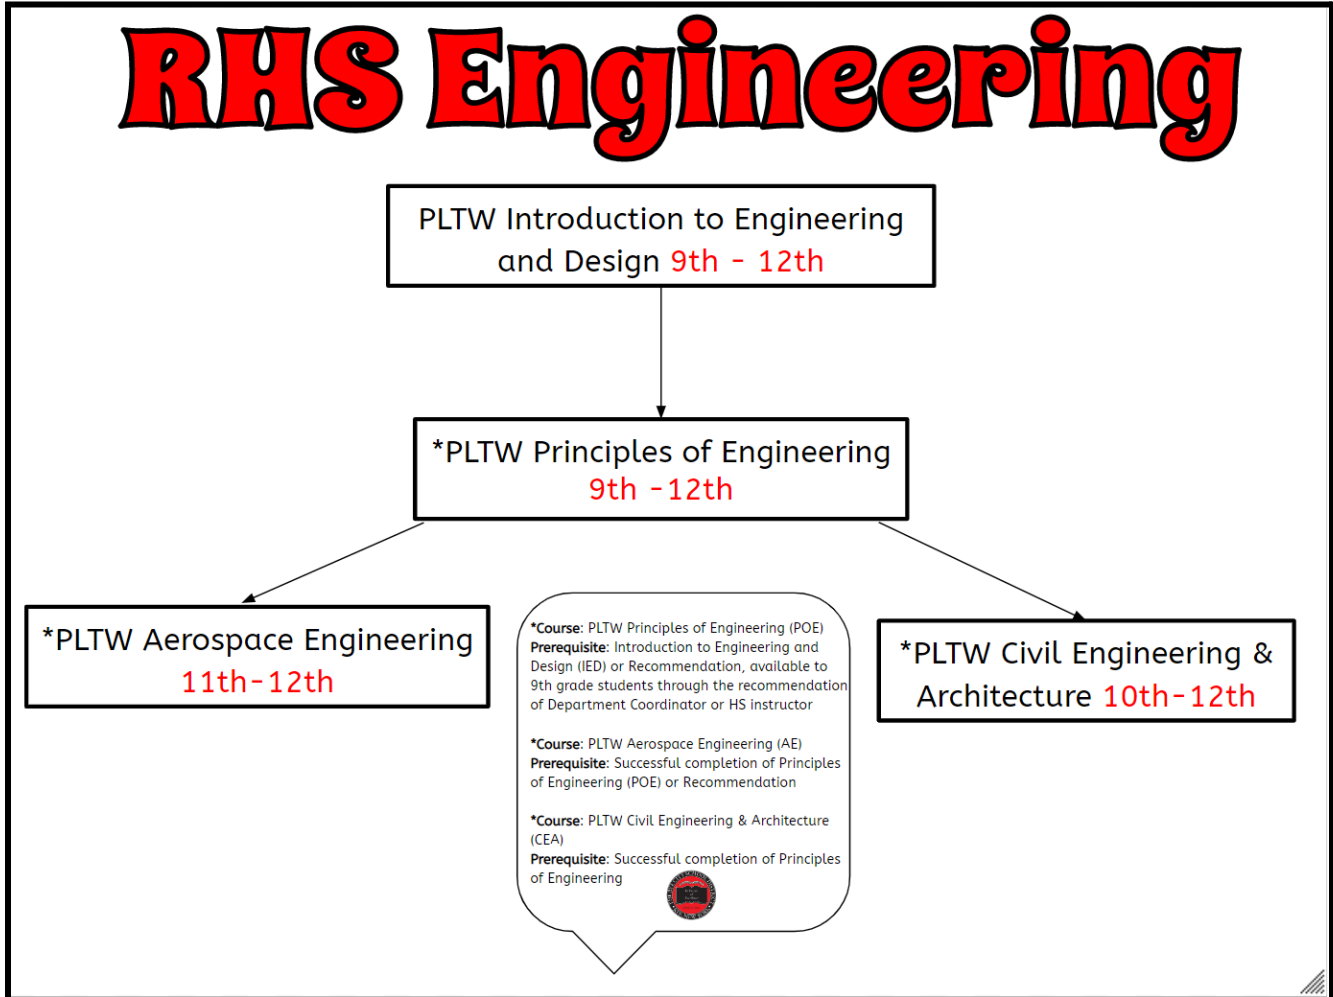 RHS Engineering
PLTW Introduction to Engineering
and Design 9th - 12th
*PLTW Principles of Engineering
9th -12th
*PLTW Aerospace Engineering
11th-12th
*Course: PLTW Principles of Engineering (POE)
Prerequisite: Introduction to Engineering and
Design (IED) or Recommendation, available to
9th grade students through the recommendation
of Department Coordinator or HS instructor
*Course: PLTW Aerospace Engineering (AE)
Prerequisite: Successful completion of Principles
of Engineering (POE) or Recommendation
*Course: PLTW Civil Engineering & Architecture
(CEA)
Prerequisite: Successful completion of Principles
of Engineering
*PLTW Civil Engineering &
Architecture 10th-12th